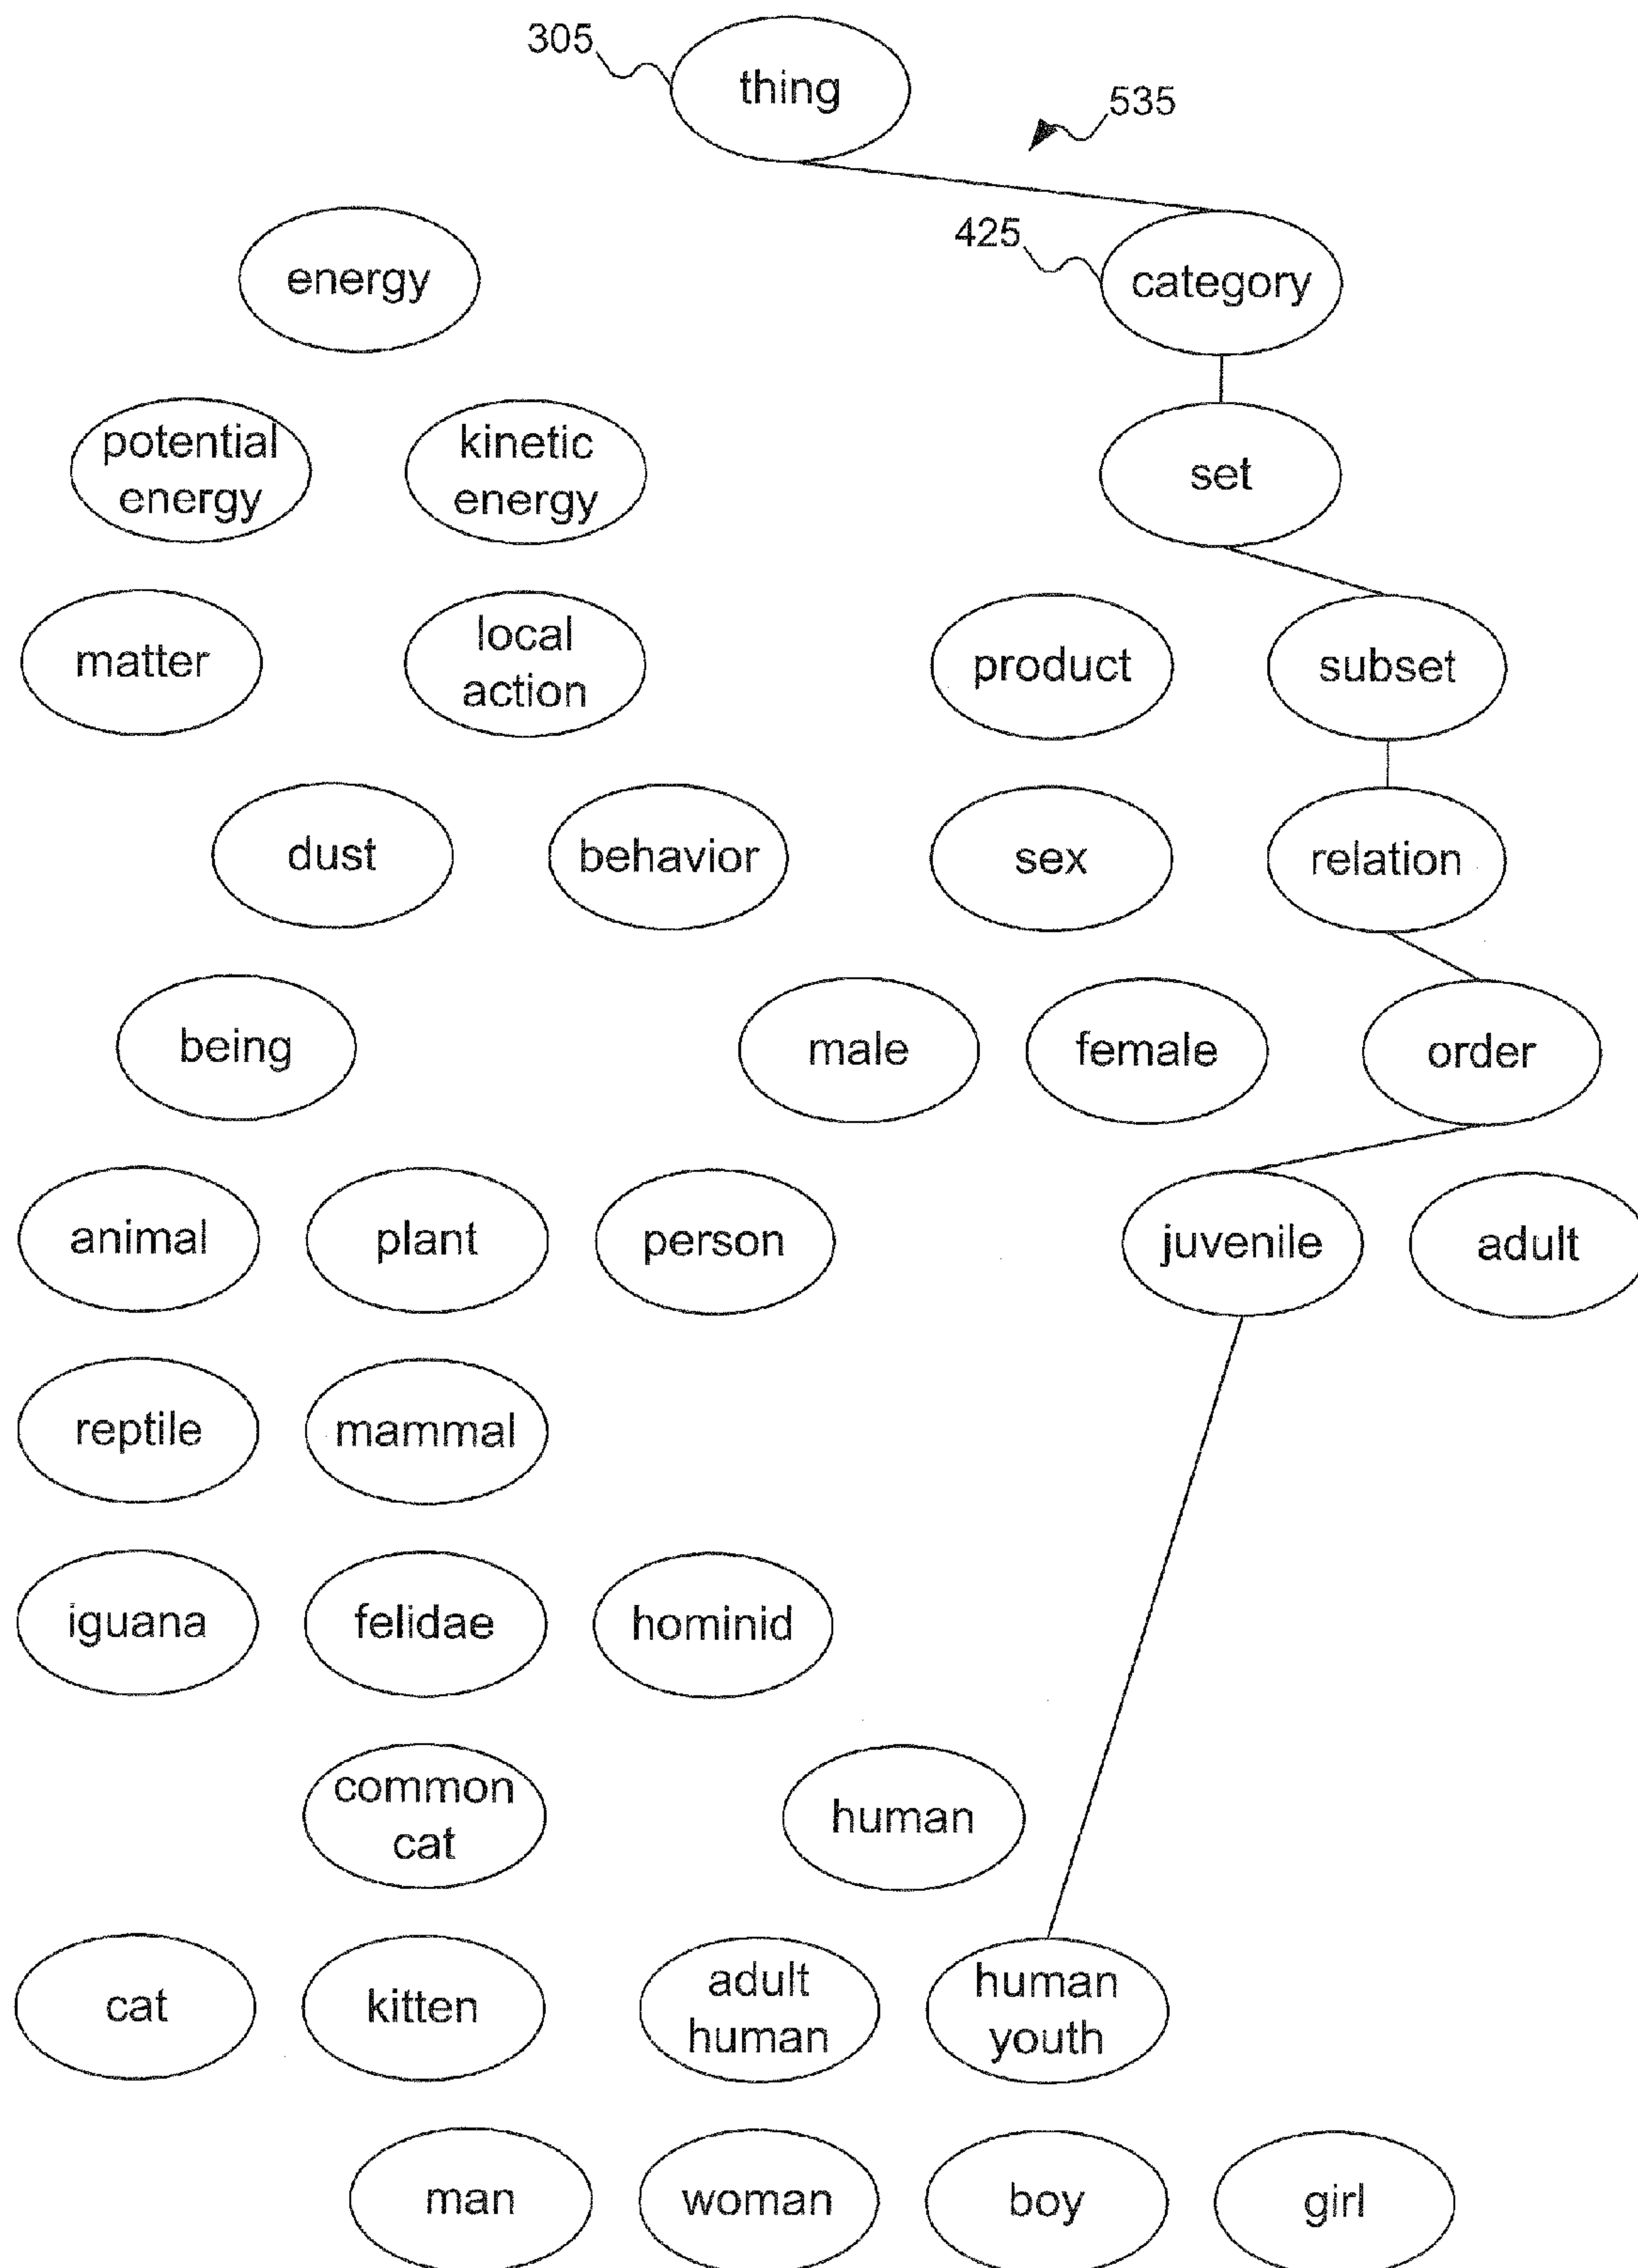 305
thing
535
425
energy
category
potential
energy
kinetic
energy
set
matter
local
action
product
subset
dust
behavior
sex
relation
being
male
female
order
animal
plant
person
juvenile
adult
reptile
mammal
iguana
felidae
hominid
common
cat
human
cat
kitten
adult
human
human
youth
man
woman
boy
girl